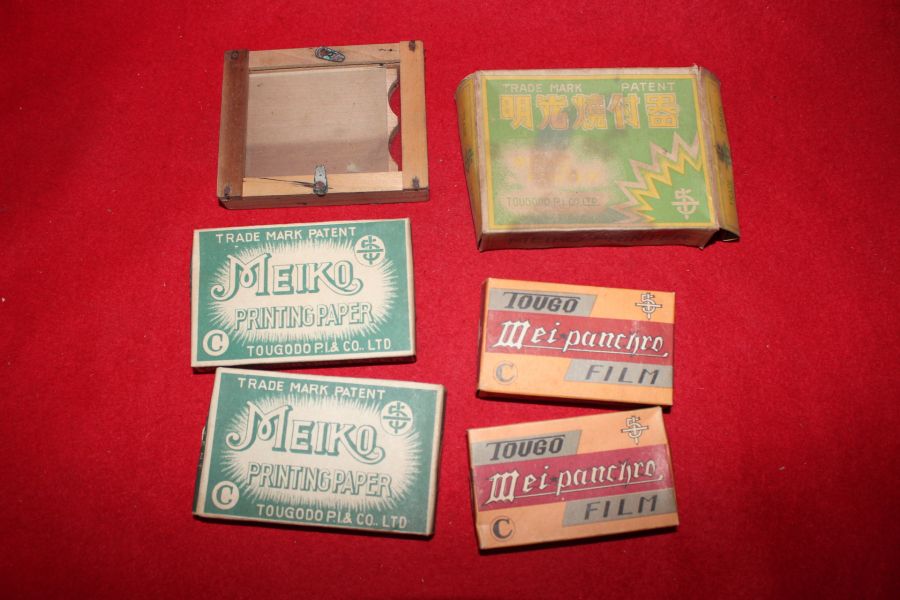 TRADE MARK PATENT
明光燒付器
TOUGODO P.I. & CO. LTD.
TRADE MARK PATENT
MEIKO
PRINTING PAPER
C
TOUGODO P.I. & CO., LTD
TRADE MARK PATENT
MEIKO
PRINTING PAPER
C
TOUGODO P.I. & CO., LTD
TOUGO
Mei-panchro
C FILM
TOUGO
Mei-panchro
C FILM